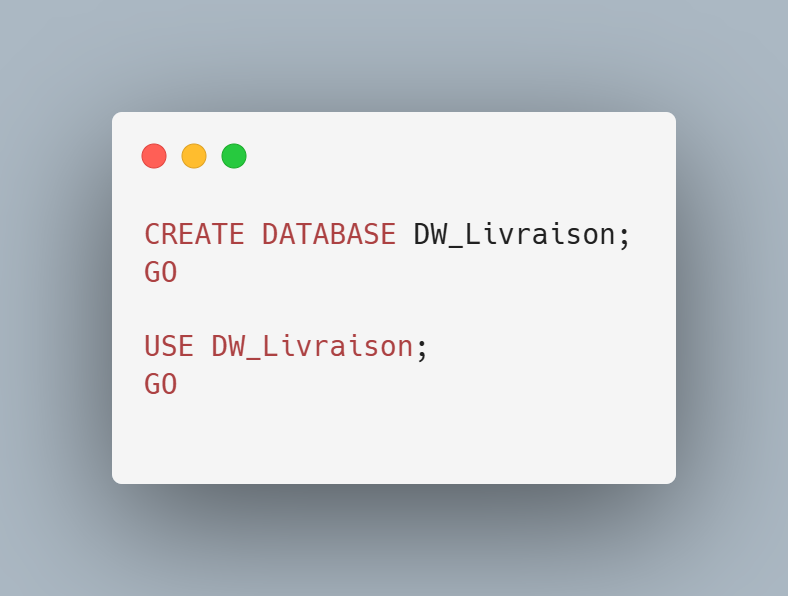 CREATE DATABASE DW_Livraison;
GO
USE DW_Livraison;
GO